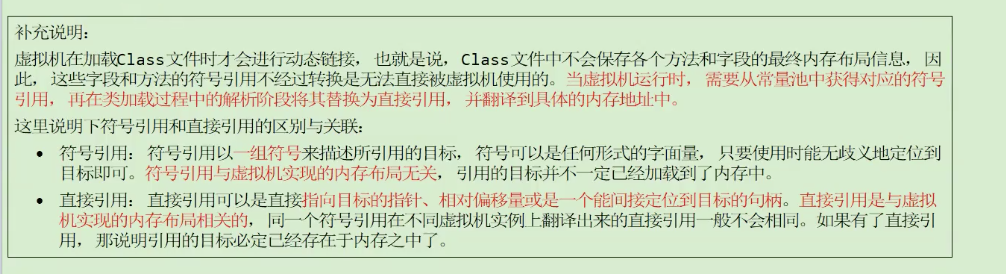 补充说明：
虚拟机在加载Class文件时才会进行动态链接，也就是说，Class文件中不会保存各个方法和字段的最终内存布局信息，因
此，这些字段和方法的符号引用不经过转换是无法直接被虚拟机使用的。当虚拟机运行时，需要从常量池中获得对应的符号
引用，再在类加载过程中的解析阶段将其替换为直接引用，并翻译到具体的内存地址中。
这里说明下符号引用和直接引用的区别与关联：
• 符号引用：符号引用以一组符号来描述所引用的目标，符号可以是任何形式的字面量，只要使用时能无歧义地定位到
目标即可。符号引用与虚拟机实现的内存布局无关，引用的目标并不一定已经加载到了内存中。
• 直接引用：直接引用可以是直接指向目标的指针、相对偏移量或是一个能间接定位到目标的句柄。直接引用是与虚拟
机实现的内存布局相关的，同一个符号引用在不同虚拟机实例上翻译出来的直接引用一般不会相同。如果有了直接引
用，那说明引用的目标必定已经存在于内存之中了。